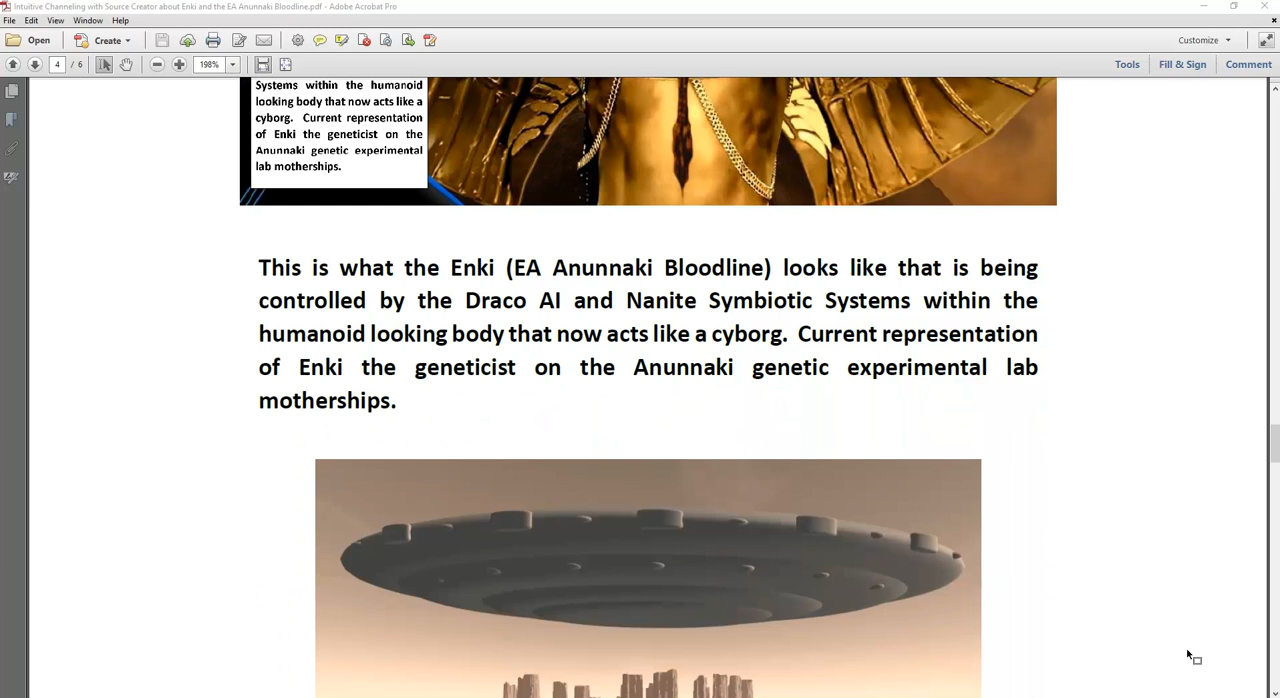 Intuitive Channeling with Source Creator about Enki and the EA Anunnaki Bloodline.pdf - Adobe Acrobat Pro
File Edit View Window Help
Open Create Customize
4 / 6 198% Tools Fill & Sign Comment
Systems within the humanoid
looking body that now acts like a
cyborg. Current representation
of Enki the geneticist on the
Anunnaki genetic experimental
lab motherships.
This is what the Enki (EA Anunnaki Bloodline) looks like that is being
controlled by the Draco AI and Nanite Symbiotic Systems within the
humanoid looking body that now acts like a cyborg. Current representation
of Enki the geneticist on the Anunnaki genetic experimental lab
motherships.